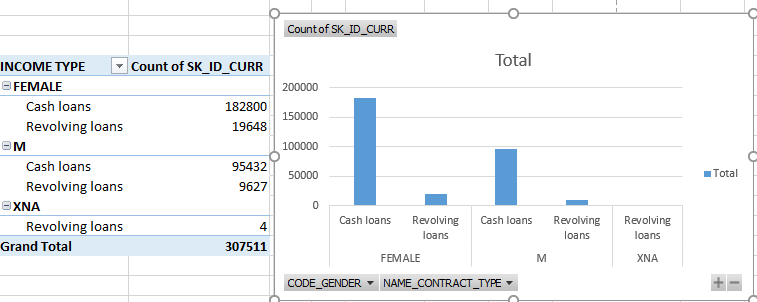 INCOME TYPE Count of SK_ID_CURR
FEMALE
Cash loans 182800
Revolving loans 19648
M
Cash loans 95432
Revolving loans 9627
XNA
Revolving loans 4
Grand Total 307511
Count of SK_ID_CURR
Total
200000
150000
100000
50000
0
Total
Cash loans Revolving loans Cash loans Revolving loans Revolving loans
FEMALE M XNA
CODE_GENDER NAME_CONTRACT_TYPE